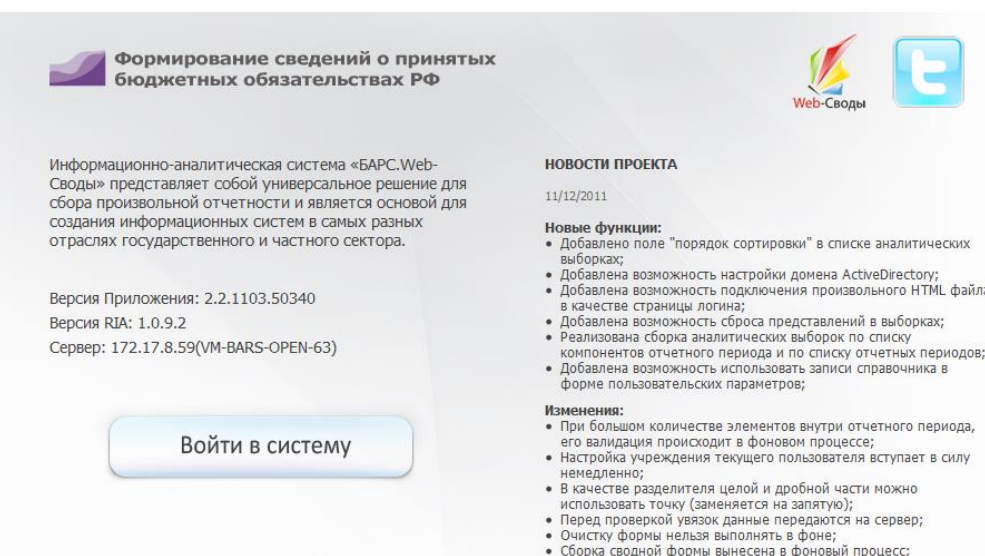 Формирование сведений о принятых
бюджетных обязательствах РФ
Web-Своды
Информационно-аналитическая система «БАРС.Web-
Своды» представляет собой универсальное решение для
сбора произвольной отчетности и является основой для
создания информационных систем в самых разных
отраслях государственного и частного сектора.
Версия Приложения: 2.2.1103.50340
Версия RIA: 1.0.9.2
Сервер: 172.17.8.59(VM-BARS-OPEN-63)
Войти в систему
НОВОСТИ ПРОЕКТА
11/12/2011
Новые функции:
• Добавлено поле "порядок сортировки" в списке аналитических
выборках;
• Добавлена возможность настройки домена ActiveDirectory;
• Добавлена возможность подключения произвольного HTML файла
в качестве страницы логина;
• Добавлена возможность сброса представлений в выборках;
• Реализована сборка аналитических выборок по списку
компонентов отчетного периода и по списку отчетных периодов;
• Добавлена возможность использовать записи справочника в
форме пользовательских параметров;
Изменения:
• При большом количестве элементов внутри отчетного периода,
его валидация происходит в фоновом процессе;
• Настройка учреждения текущего пользователя вступает в силу
немедленно;
• В качестве разделителя целой и дробной части можно
использовать точку (заменяется на запятую);
• Перед проверкой увязок данные передаются на сервер;
• Очистку формы нельзя выполнять в фоне;
• Сборка сводной формы вынесена в фоновый процесс;